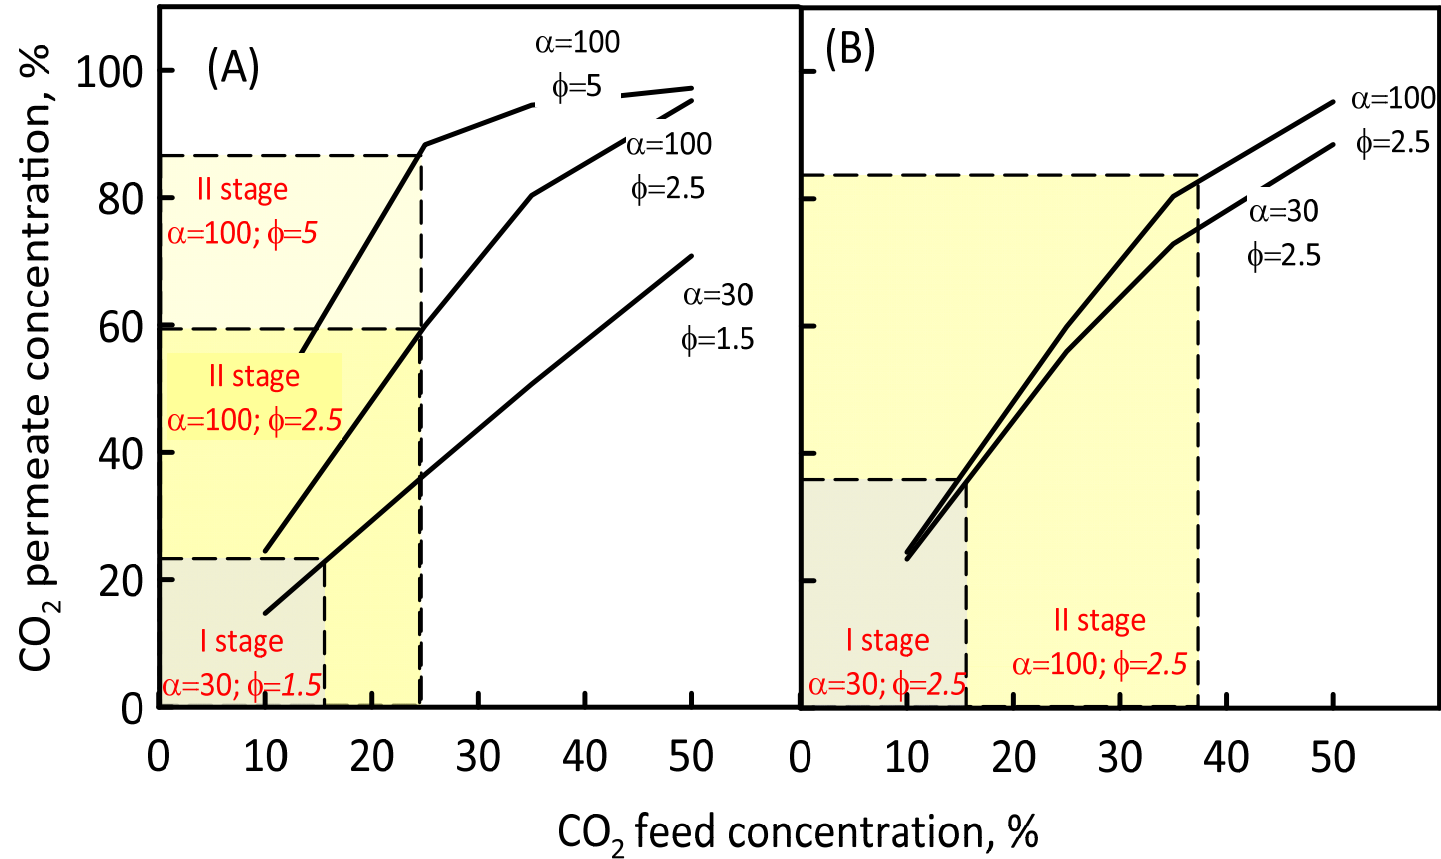 CO2 permeate concentration, %
100
80
60
40
20
0
(A)
α=100
ϕ=5
α=100
ϕ=2.5
α=30
ϕ=1.5
II stage
α=100; ϕ=5
II stage
α=100; ϕ=2.5
I stage
α=30; ϕ=1.5
0 10 20 30 40 50
(B)
α=100
ϕ=2.5
α=30
ϕ=2.5
II stage
α=100; ϕ=2.5
I stage
α=30; ϕ=2.5
0 10 20 30 40 50
CO2 feed concentration, %